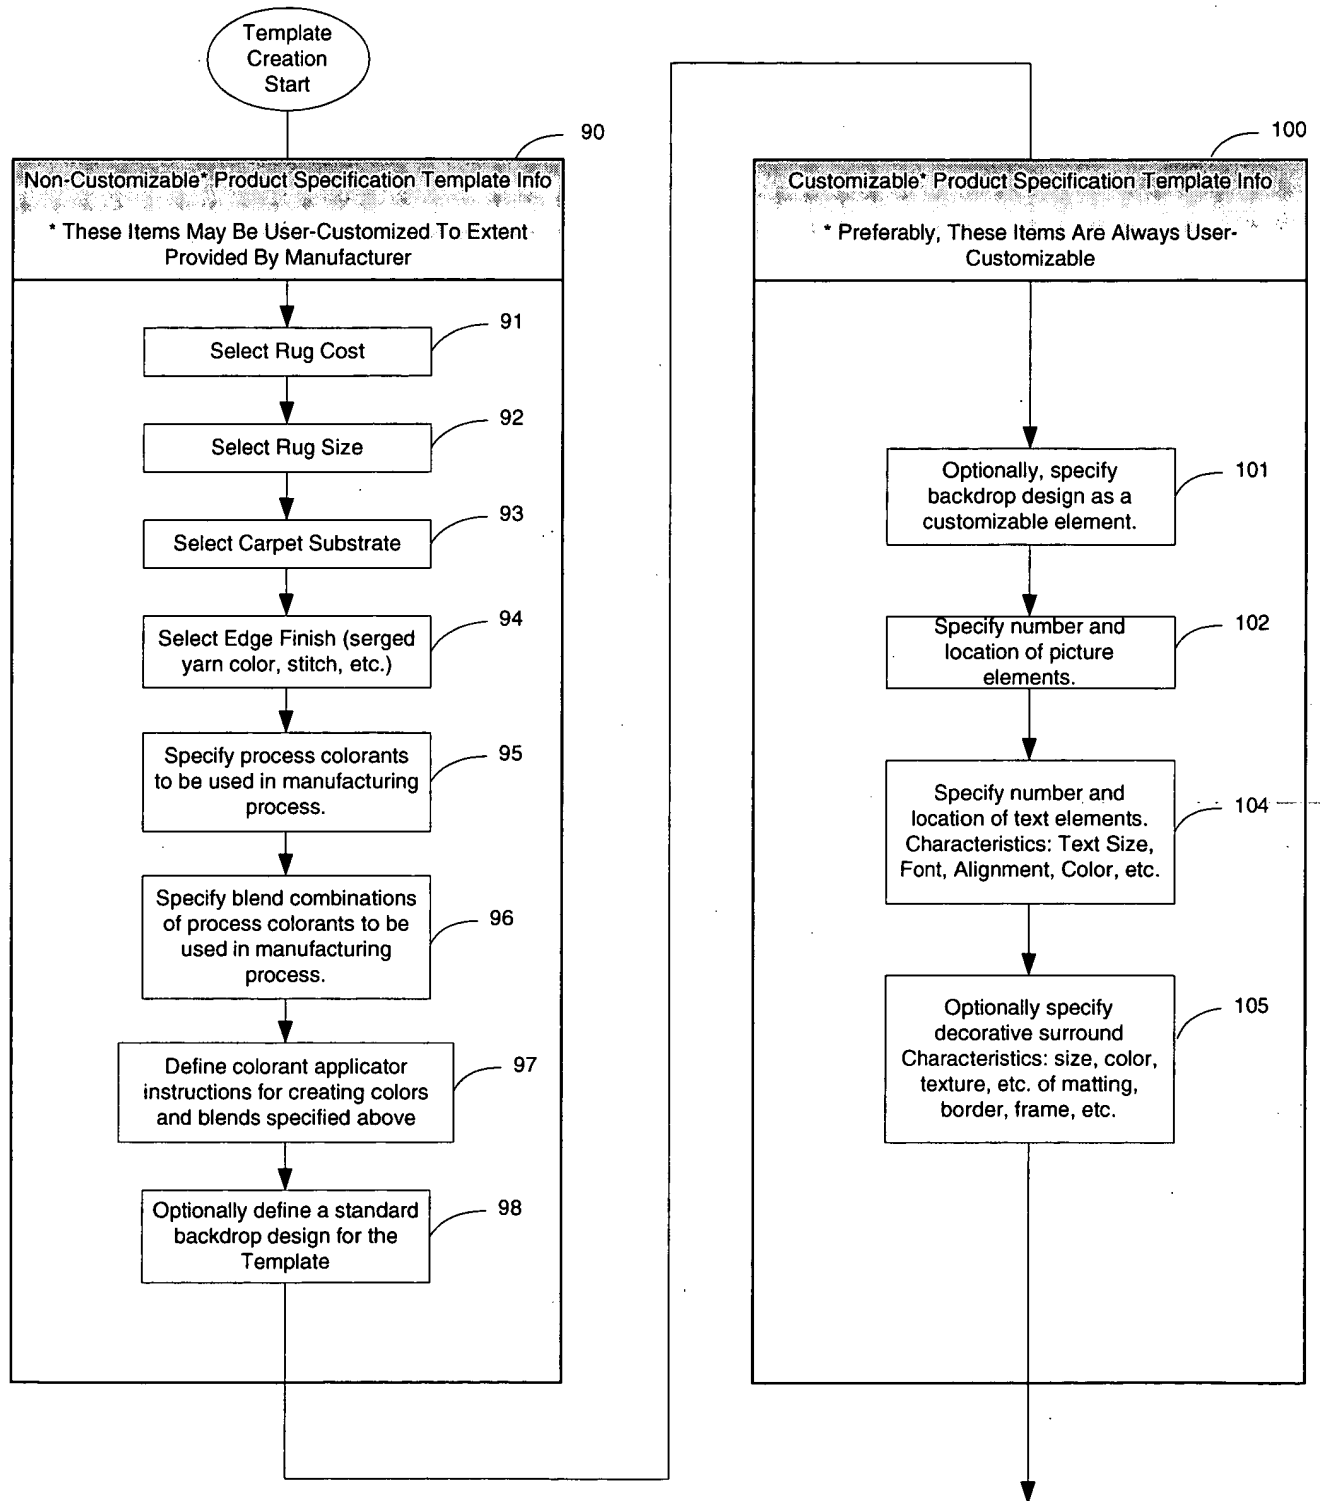 Template
Creation
Start
90
Non-Customizable* Product Specification Template Info
* These Items May Be User-Customized To Extent
Provided By Manufacturer
Select Rug Cost
91
Select Rug Size
92
Select Carpet Substrate
93
Select Edge Finish (serged
yarn color, stitch, etc.)
94
Specify process colorants
to be used in manufacturing
process.
95
Specify blend combinations
of process colorants to be
used in manufacturing
process.
96
Define colorant applicator
instructions for creating colors
and blends specified above
97
Optionally define a standard
backdrop design for the
Template
98
100
Customizable* Product Specification Template Info
* Preferably, These Items Are Always User-
Customizable
Optionally, specify
backdrop design as a
customizable element.
101
Specify number and
location of picture
elements.
102
Specify number and
location of text elements.
Characteristics: Text Size,
Font, Alignment, Color, etc.
104
Optionally specify
decorative surround
Characteristics: size, color,
texture, etc. of matting,
border, frame, etc.
105